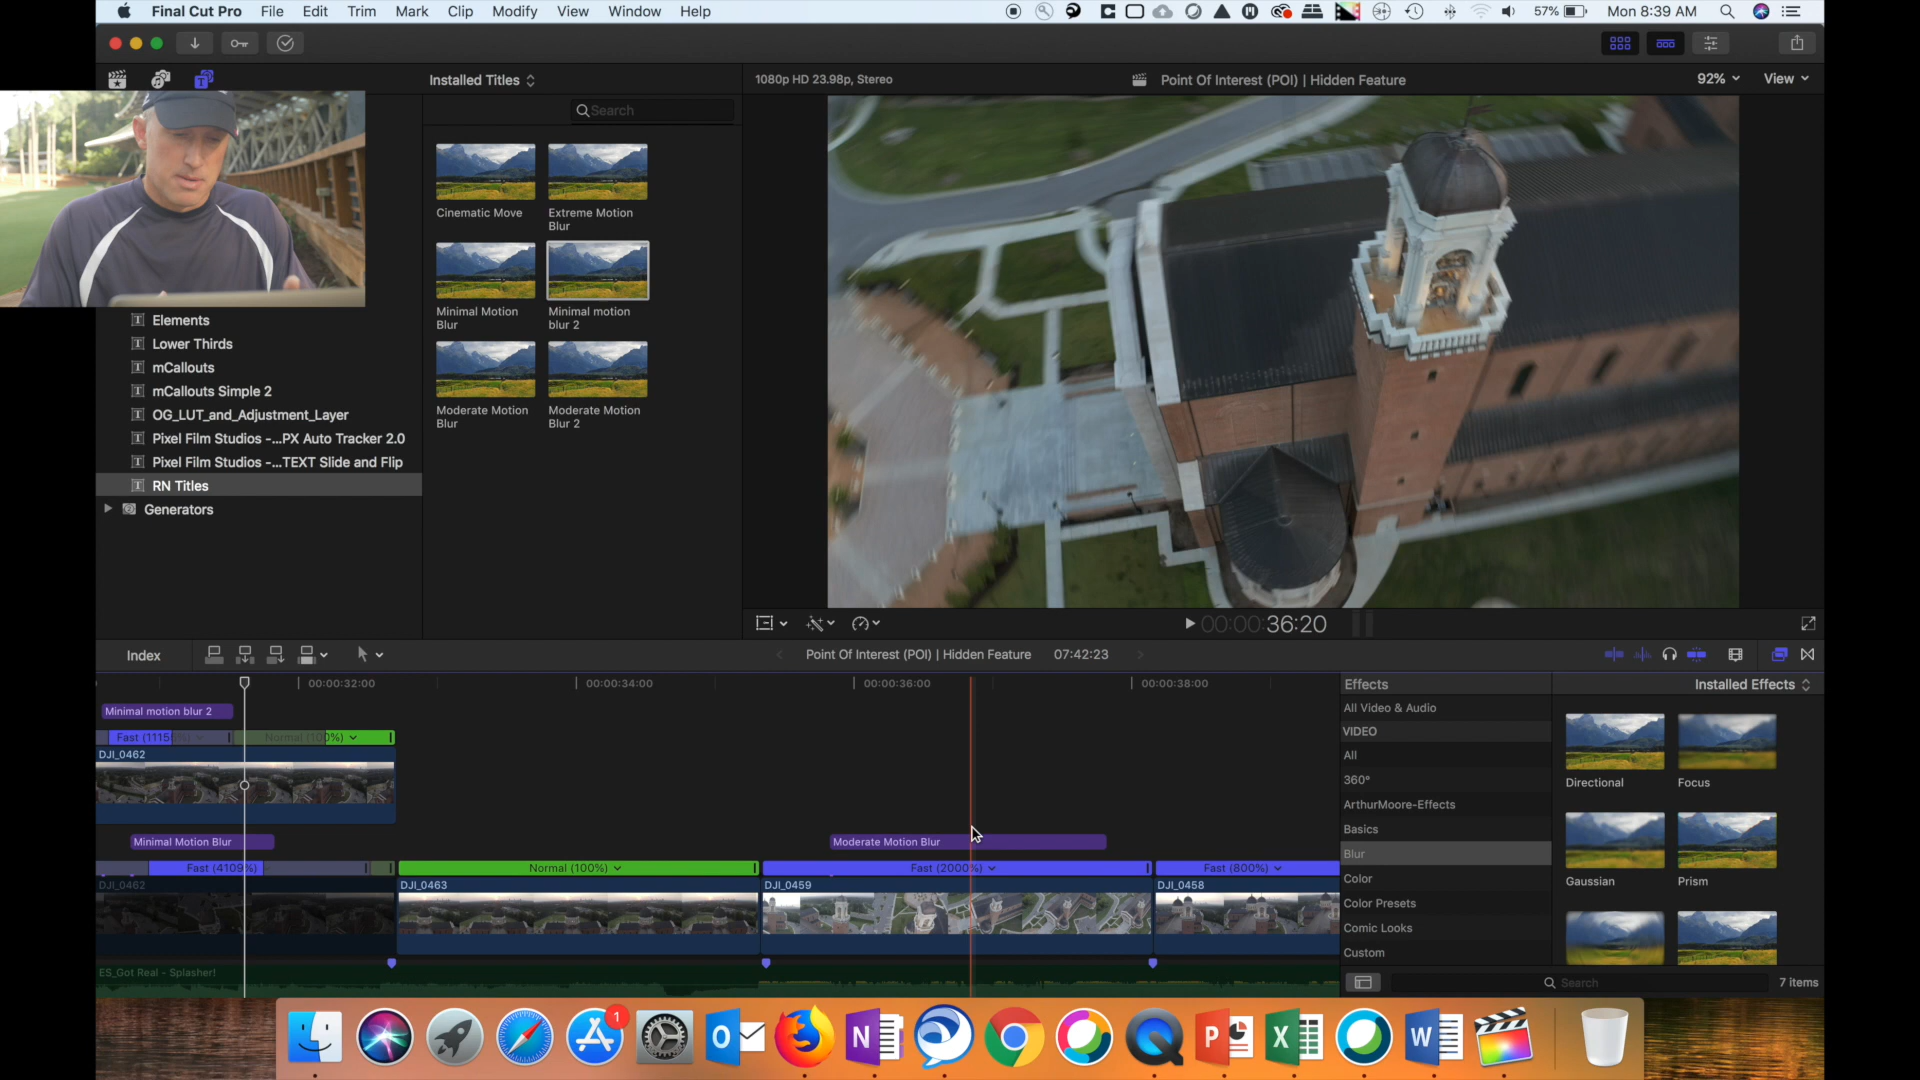 Final Cut Pro File Edit Trim Mark Clip Modify View Window Help
57% Mon 8:39 AM
Installed Titles
1080p HD 23.98p, Stereo
Point Of Interest (POI) | Hidden Feature
92% View
Search
Cinematic Move
Extreme Motion
Blur
Minimal Motion
Blur
Minimal motion
blur 2
Moderate Motion
Blur
Moderate Motion
Blur 2
Elements
Lower Thirds
mCallouts
mCallouts Simple 2
OG_LUT_and_Adjustment_Layer
Pixel Film Studios -...PX Auto Tracker 2.0
Pixel Film Studios -...TEXT Slide and Flip
RN Titles
Generators
00:00:36:20
Index
Point Of Interest (POI) | Hidden Feature
07:42:23
00:00:32:00
00:00:34:00
00:00:36:00
00:00:38:00
Minimal motion blur 2
Normal (100%)
DJI_0462
Minimal Motion Blur
Moderate Motion Blur
Fast (4109%)
Normal (100%)
Fast (2000%)
Fast (800%)
DJI_0462
DJI_0463
DJI_0459
DJI_0458
ES_Got Real - Splasher!
Effects
Installed Effects
All Video & Audio
VIDEO
All
360°
ArthurMoore-Effects
Basics
Blur
Color
Color Presets
Comic Looks
Custom
Directional
Focus
Gaussian
Prism
Search
7 items
1